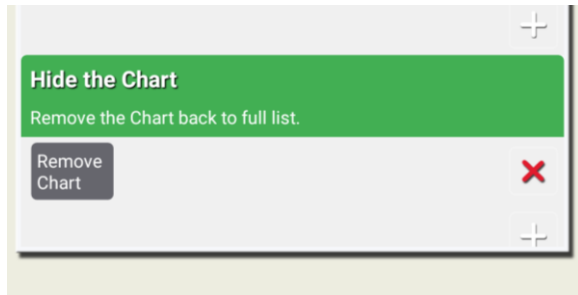 Hide the Chart
Remove the Chart back to full list.
Remove
Chart